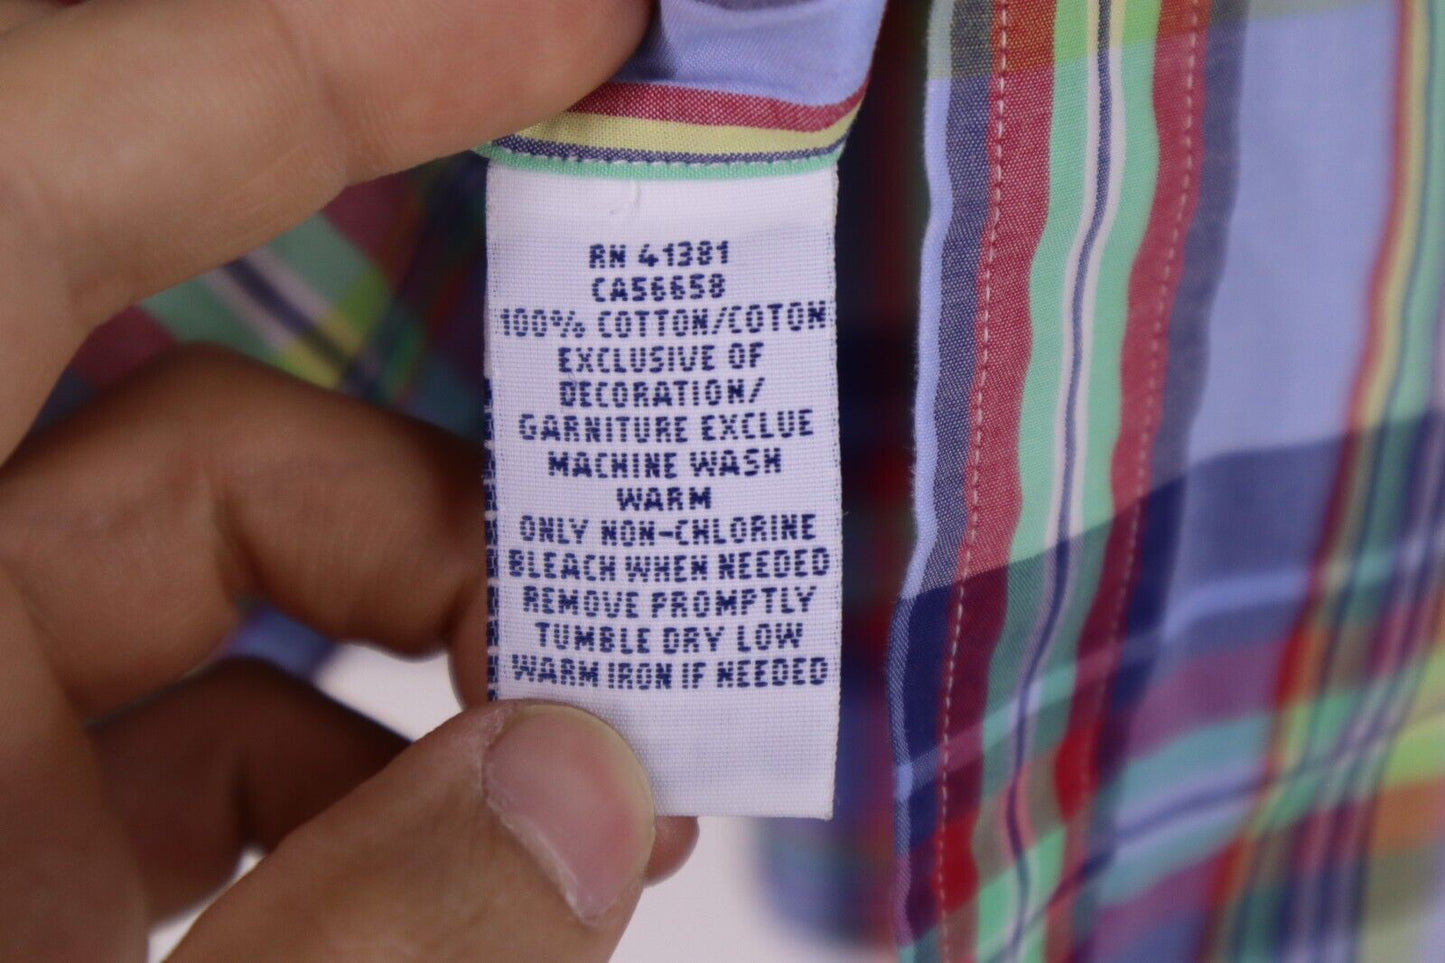 RN 41381
CA56658
100% COTTON/COTON
EXCLUSIVE OF
DECORATION/
GARNITURE EXCLUE
MACHINE WASH
WARM
ONLY NON-CHLORINE
BLEACH WHEN NEEDED
REMOVE PROMPTLY
TUMBLE DRY LOW
WARM IRON IF NEEDED